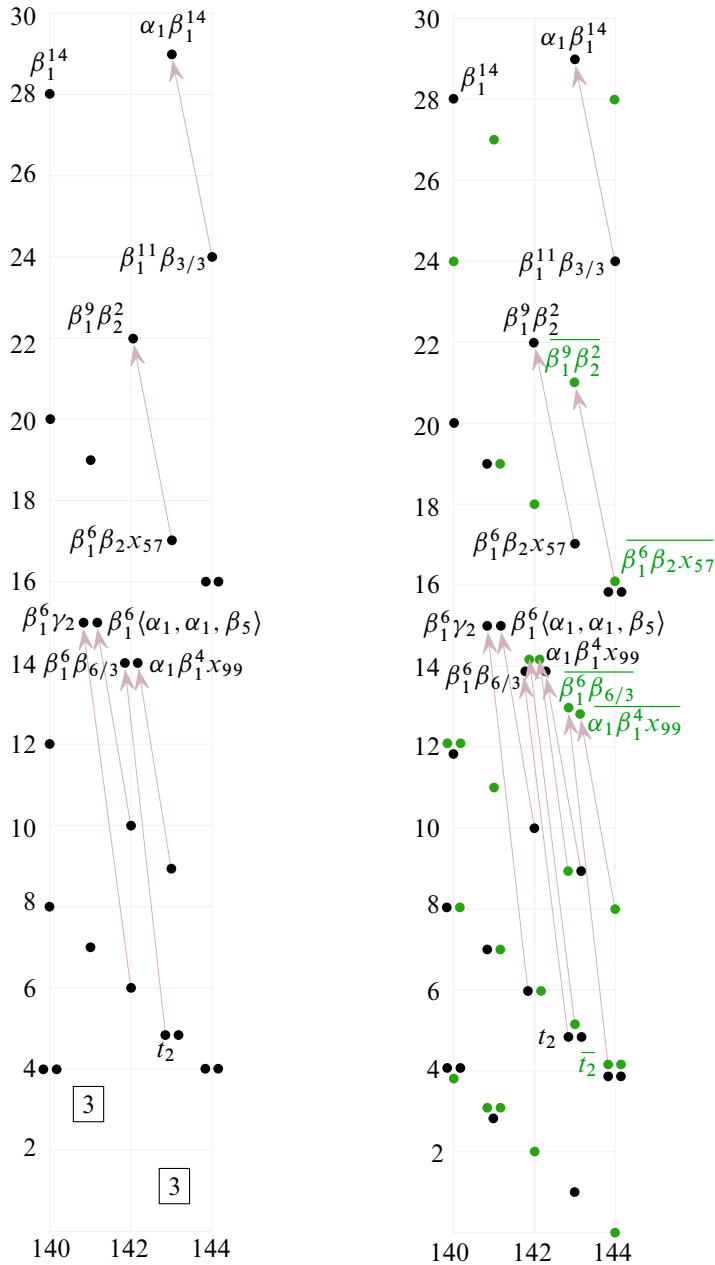 30
α₁β₁¹⁴
β₁¹⁴
28
26
24
β₁¹¹β₃/₃
β₁⁹β₂²
22
20
18
β₁⁶β₂x₅₇
16
β₁⁶γ₂
β₁⁶⟨α₁, α₁, β₅⟩
14
β₁⁶β₆/₃
α₁β₁⁴x₉₉
12
10
8
6
t₂
4
3
2
3
140
142
144
30
α₁β₁¹⁴
β₁¹⁴
28
26
24
β₁¹¹β₃/₃
β₁⁹β₂²
22
β₁⁹β₂²
20
18
β₁⁶β₂x₅₇
β₁⁶β₂x₅₇
16
β₁⁶γ₂
β₁⁶⟨α₁, α₁, β₅⟩
14
β₁⁶β₆/₃
α₁β₁⁴x₉₉
β₁⁶β₆/₃
α₁β₁⁴x₉₉
12
10
8
6
t₂
t₂
4
2
140
142
144